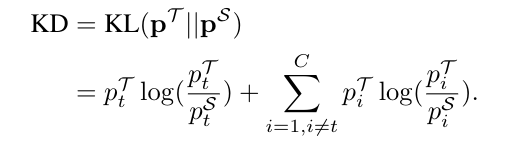 KD = KL(𝐩^𝒯||𝐩^𝒮)
= p_t^𝒯 log(p_t^𝒯/p_t^𝒮) + ∑_{i=1,i≠t}^C p_i^𝒯 log(p_i^𝒯/p_i^𝒮).